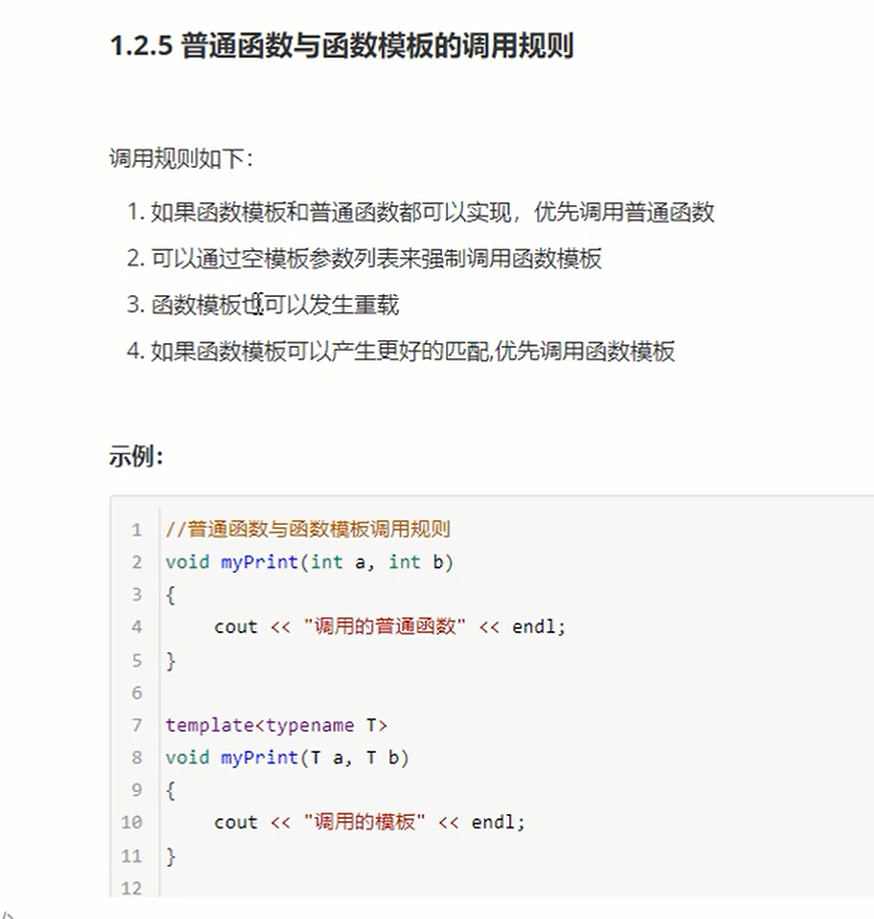 1.2.5 普通函数与函数模板的调用规则
调用规则如下：
1. 如果函数模板和普通函数都可以实现，优先调用普通函数
2. 可以通过空模板参数列表来强制调用函数模板
3. 函数模板也可以发生重载
4. 如果函数模板可以产生更好的匹配,优先调用函数模板
示例：
1 //普通函数与函数模板调用规则
2 void myPrint(int a, int b)
3 {
4     cout << "调用的普通函数" << endl;
5 }
6
7 template<typename T>
8 void myPrint(T a, T b)
9 {
10     cout << "调用的模板" << endl;
11 }
12